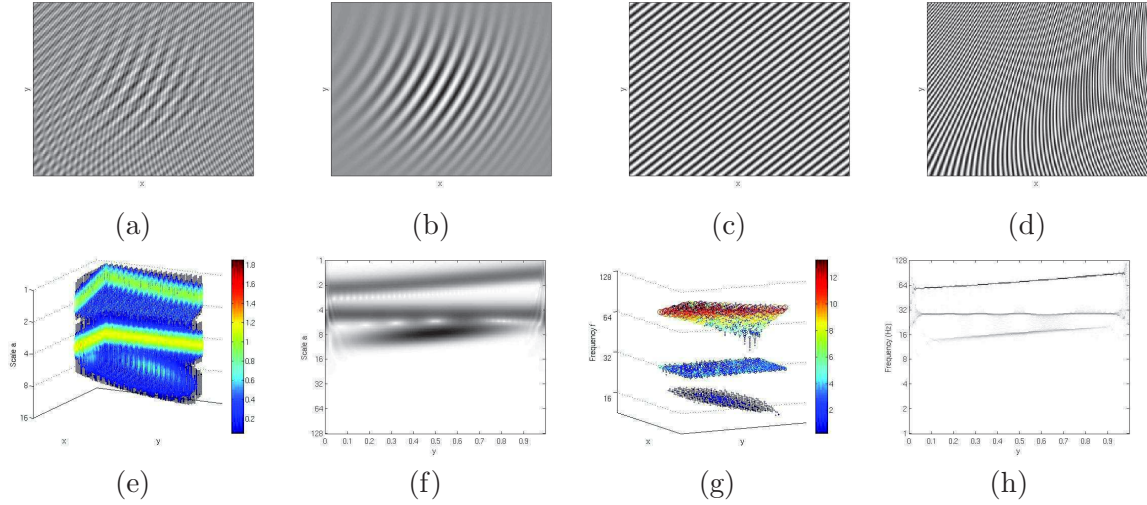 y
x
y
x
y
x
y
x
(a)
(b)
(c)
(d)
1
2
4
8
16
Scale a
x
y
1.8
1.6
1.4
1.2
1
0.8
0.6
0.4
0.2
1
2
4
8
16
32
64
128
Scale a
0 0.1 0.2 0.3 0.4 0.5 0.6 0.7 0.8 0.9
y
128
64
32
16
Frequency f
x
y
12
10
8
6
4
2
128
64
32
16
8
4
2
1
Frequency (Hz)
0 0.1 0.2 0.3 0.4 0.5 0.6 0.7 0.8 0.9
y
(e)
(f)
(g)
(h)